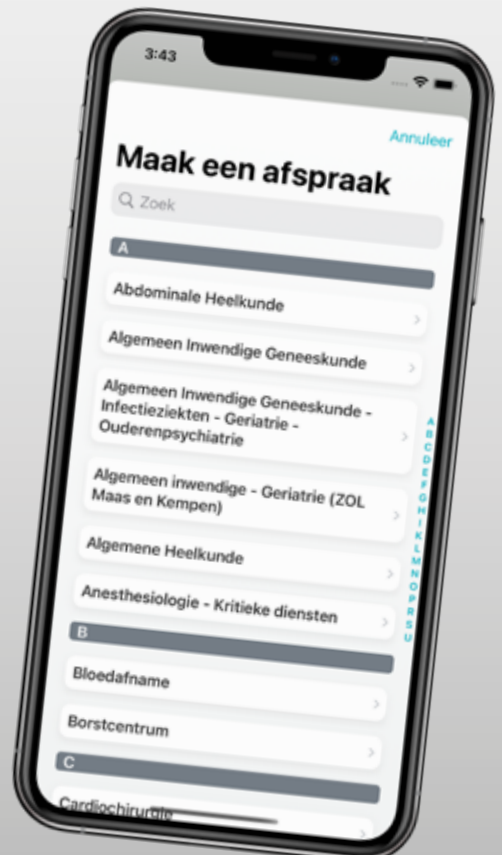 3:43
Annuleer
Maak een afspraak
Zoek
A
Abdominale Heelkunde
Algemeen Inwendige Geneeskunde
Algemeen Inwendige Geneeskunde -
Infectieziekten - Geriatrie -
Ouderenpsychiatrie
Algemeen inwendige - Geriatrie (ZOL
Maas en Kempen)
Algemene Heelkunde
Anesthesiologie - Kritieke diensten
B
Bloedafname
Borstcentrum
C
Cardiochirurgie
A
B
C
D
E
F
G
H
I
K
L
M
N
O
P
R
S
U